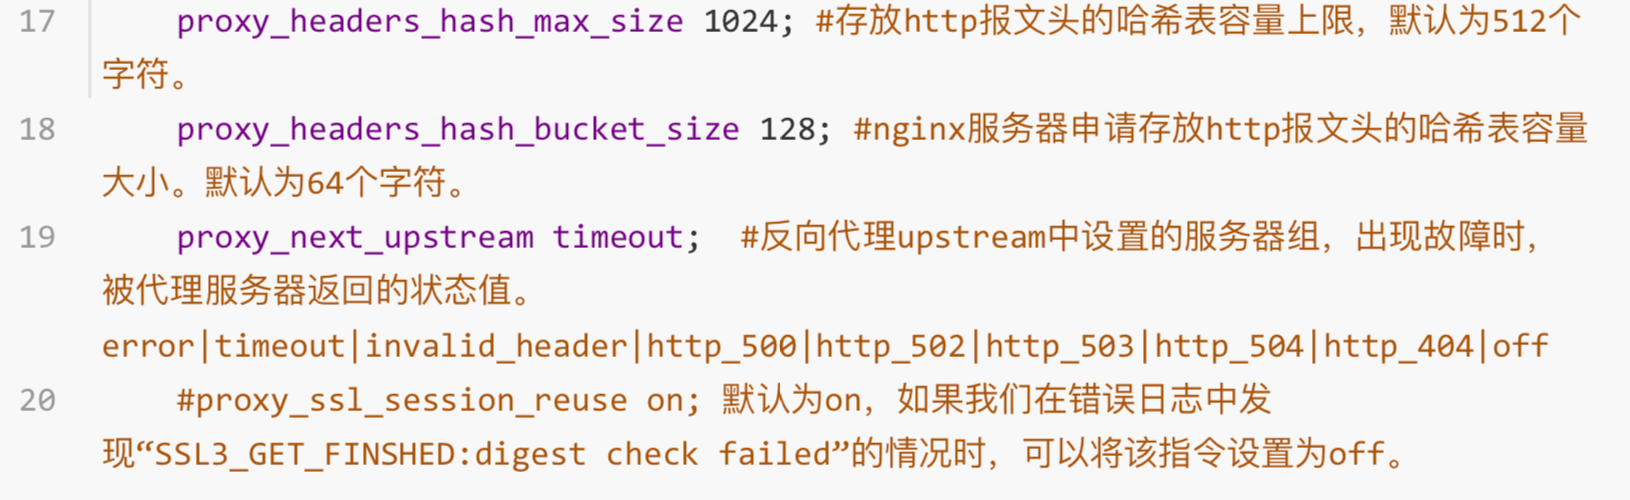 17 proxy_headers_hash_max_size 1024; #存放http报文头的哈希表容量上限，默认为512个
字符。
18 proxy_headers_hash_bucket_size 128; #nginx服务器申请存放http报文头的哈希表容量
大小。默认为64个字符。
19 proxy_next_upstream timeout; #反向代理upstream中设置的服务器组，出现故障时，
被代理服务器返回的状态值。
error|timeout|invalid_header|http_500|http_502|http_503|http_504|http_404|off
20 #proxy_ssl_session_reuse on; 默认为on，如果我们在错误日志中发
现“SSL3_GET_FINSHED:digest check failed”的情况时，可以将该指令设置为off。